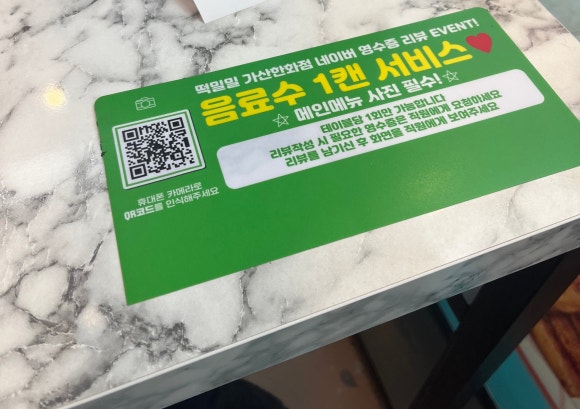 떡밀밀 가산한화점 네이버 영수증 리뷰 EVENT!
음료수 1캔 서비스
메인메뉴 사진 필수!
테이블당 1회만 가능합니다
리뷰작성 시 필요한 영수증은 직원에게 요청하세요
리뷰를 남기신 후 화면을 직원에게 보여주세요
휴대폰 카메라로
QR코드를 인식해주세요